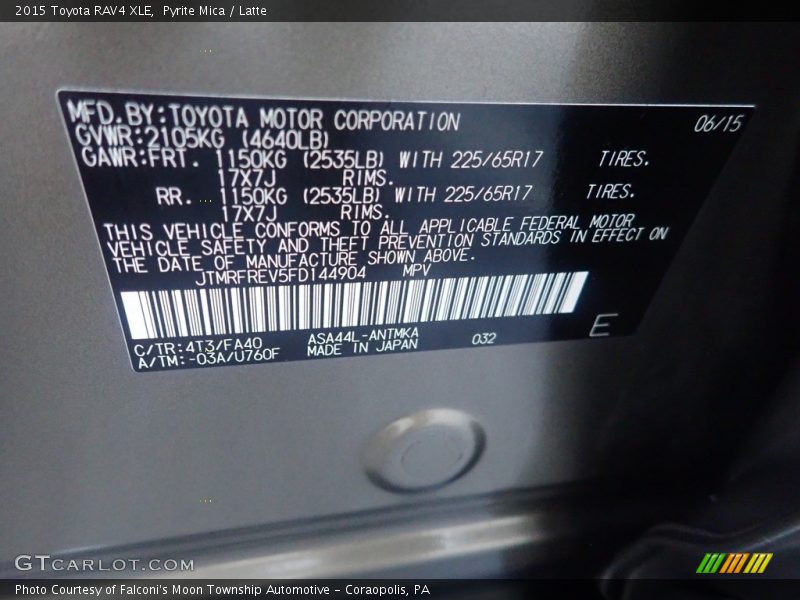 2015 Toyota RAV4 XLE, Pyrite Mica / Latte
MFD.BY:TOYOTA MOTOR CORPORATION 06/15
GVWR:2105KG (4640LB)
GAWR:FRT. 1150KG (2535LB) WITH 225/65R17 TIRES.
17X7J RIMS.
RR. 1150KG (2535LB) WITH 225/65R17 TIRES.
17X7J RIMS.
THIS VEHICLE CONFORMS TO ALL APPLICABLE FEDERAL MOTOR
VEHICLE SAFETY AND THEFT PREVENTION STANDARDS IN EFFECT ON
THE DATE OF MANUFACTURE SHOWN ABOVE.
JTMRFREV5FD144904 MPV
C/TR:4T3/FA40 ASA44L-ANTMKA 032 E
A/TM:-03A/U760F MADE IN JAPAN
GTCARLOT.COM
Photo Courtesy of Falconi's Moon Township Automotive - Coraopolis, PA